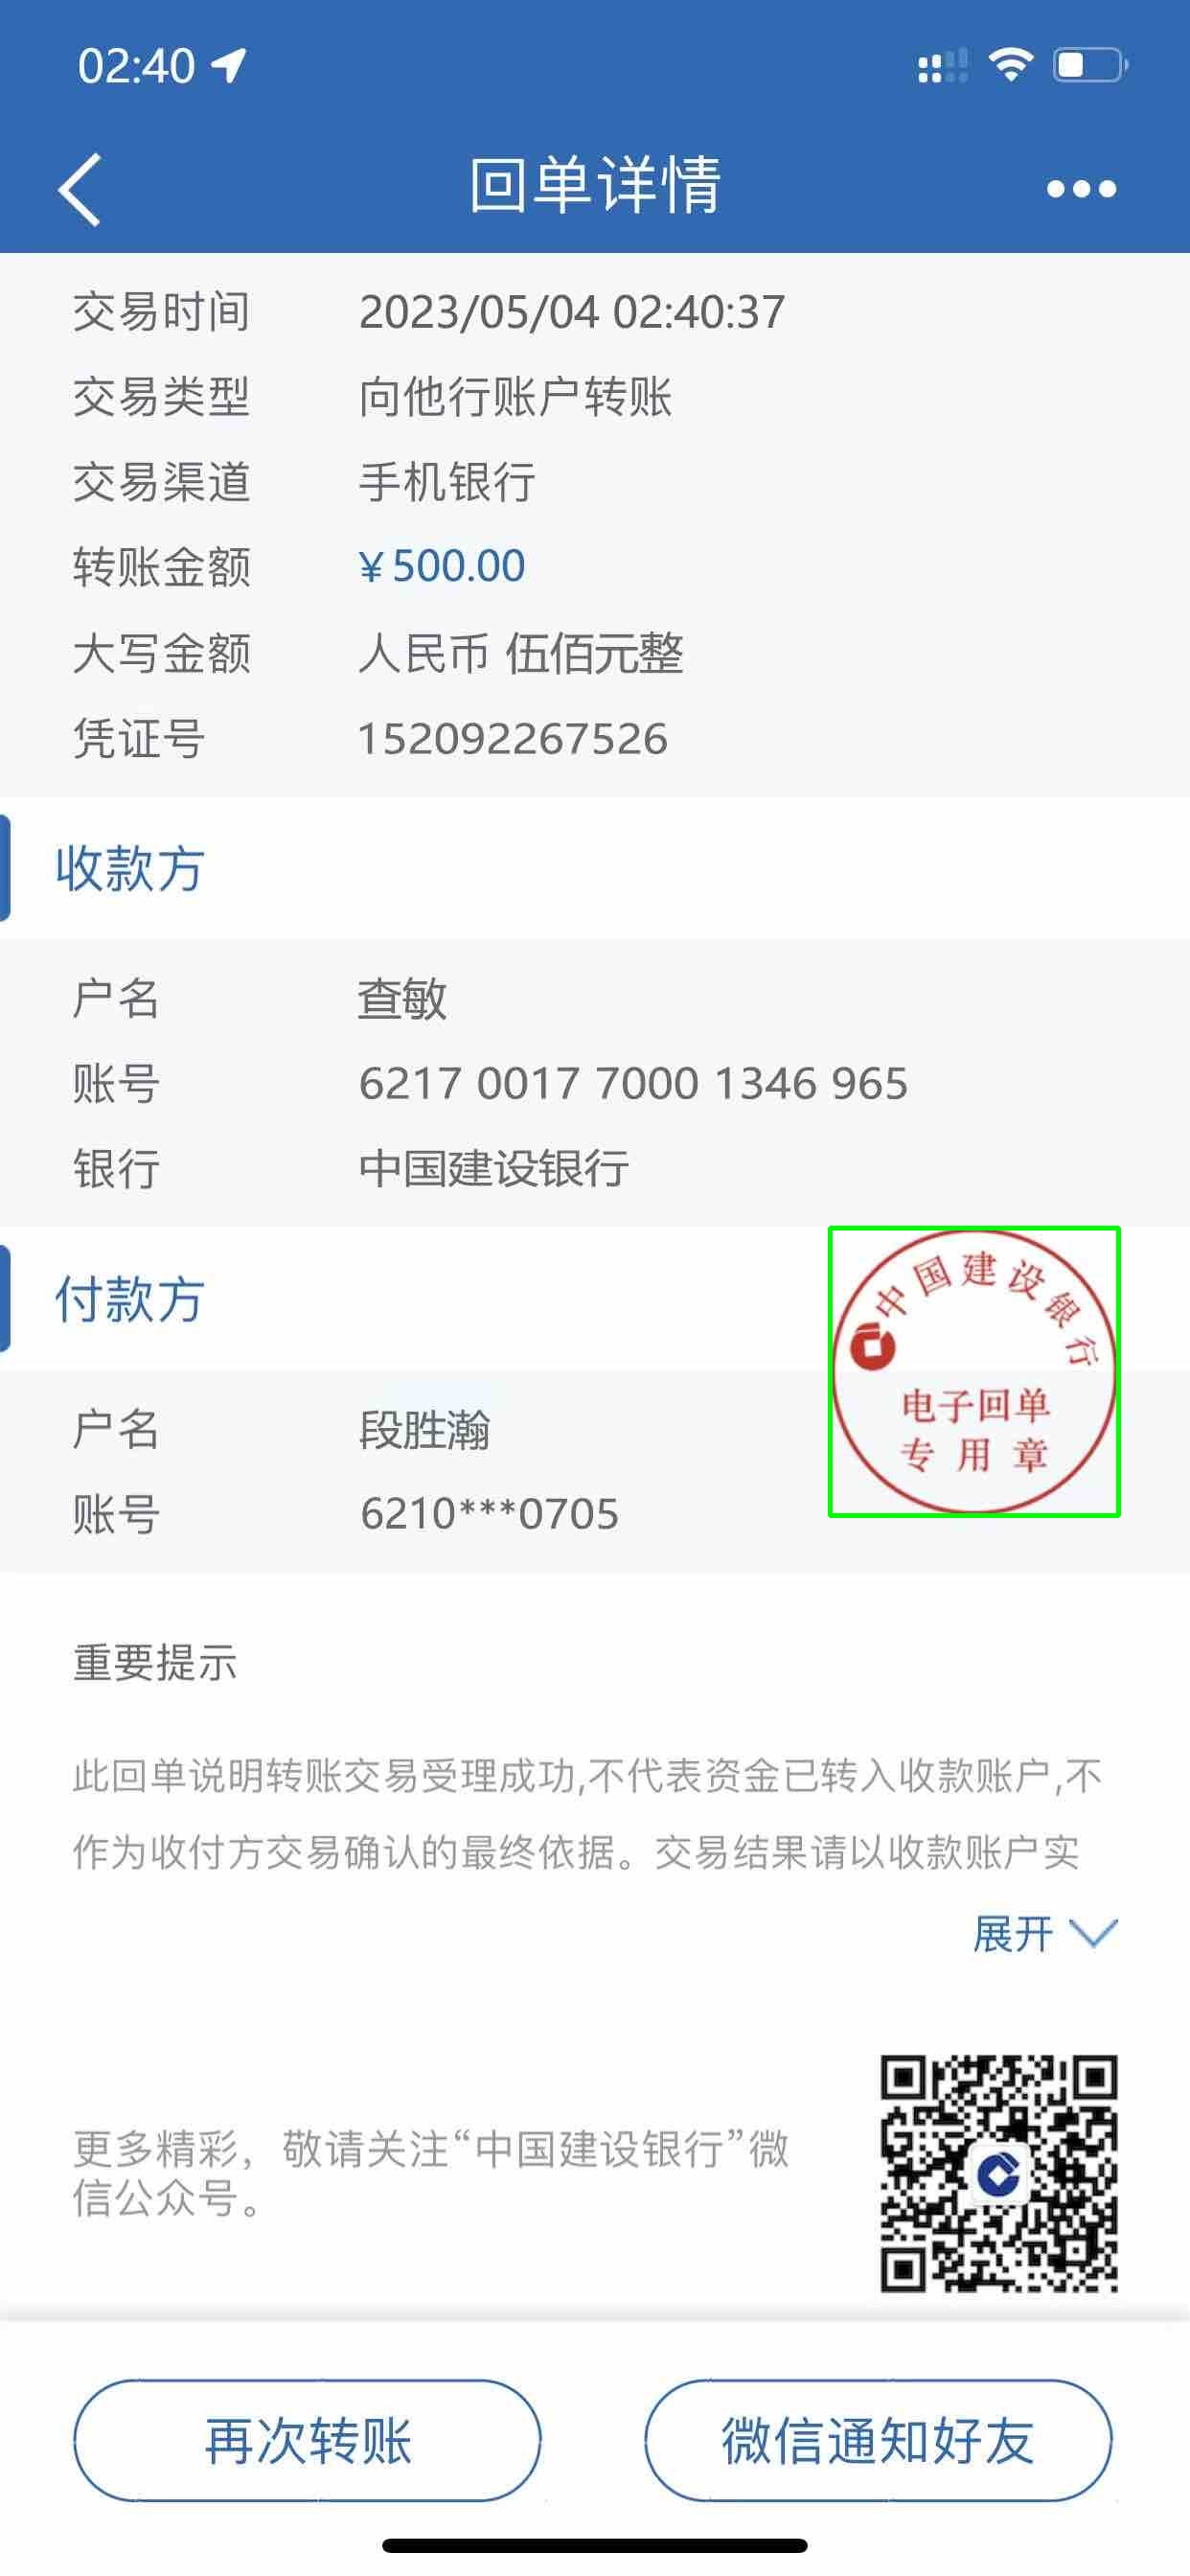 02:40
回单详情
交易时间 2023/05/04 02:40:37
交易类型 向他行账户转账
交易渠道 手机银行
转账金额 ¥500.00
大写金额 人民币 伍佰元整
凭证号 152092267526
收款方
户名 查敏
账号 6217 0017 7000 1346 965
银行 中国建设银行
付款方
中国建设银行
电子回单
专用章
户名 段胜瀚
账号 6210***0705
重要提示
此回单说明转账交易受理成功,不代表资金已转入收款账户,不
作为收付方交易确认的最终依据。交易结果请以收款账户实
展开
更多精彩，敬请关注“中国建设银行”微
信公众号。
再次转账
微信通知好友